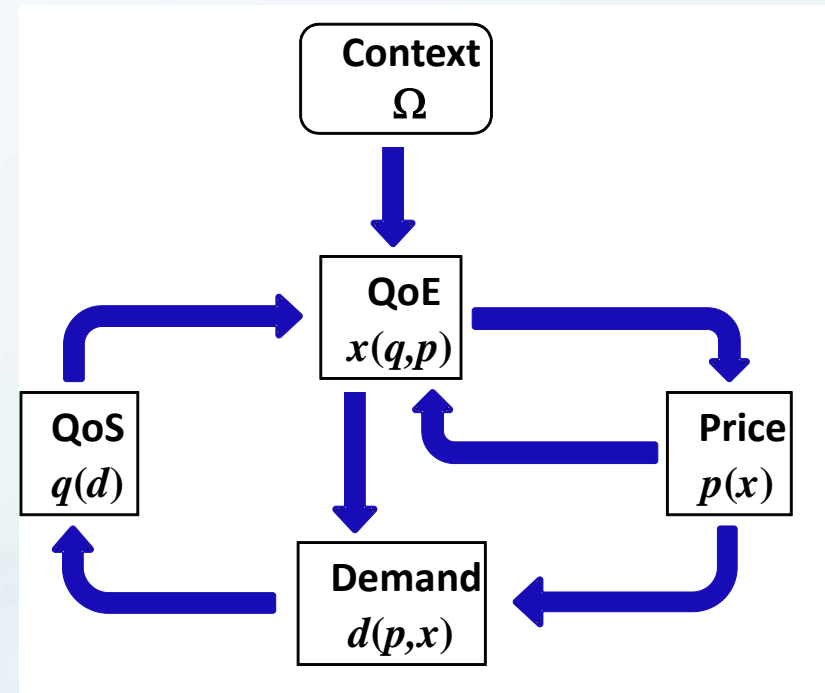 Context
Ω
QoE
x(q,p)
QoS
q(d)
Price
p(x)
Demand
d(p,x)